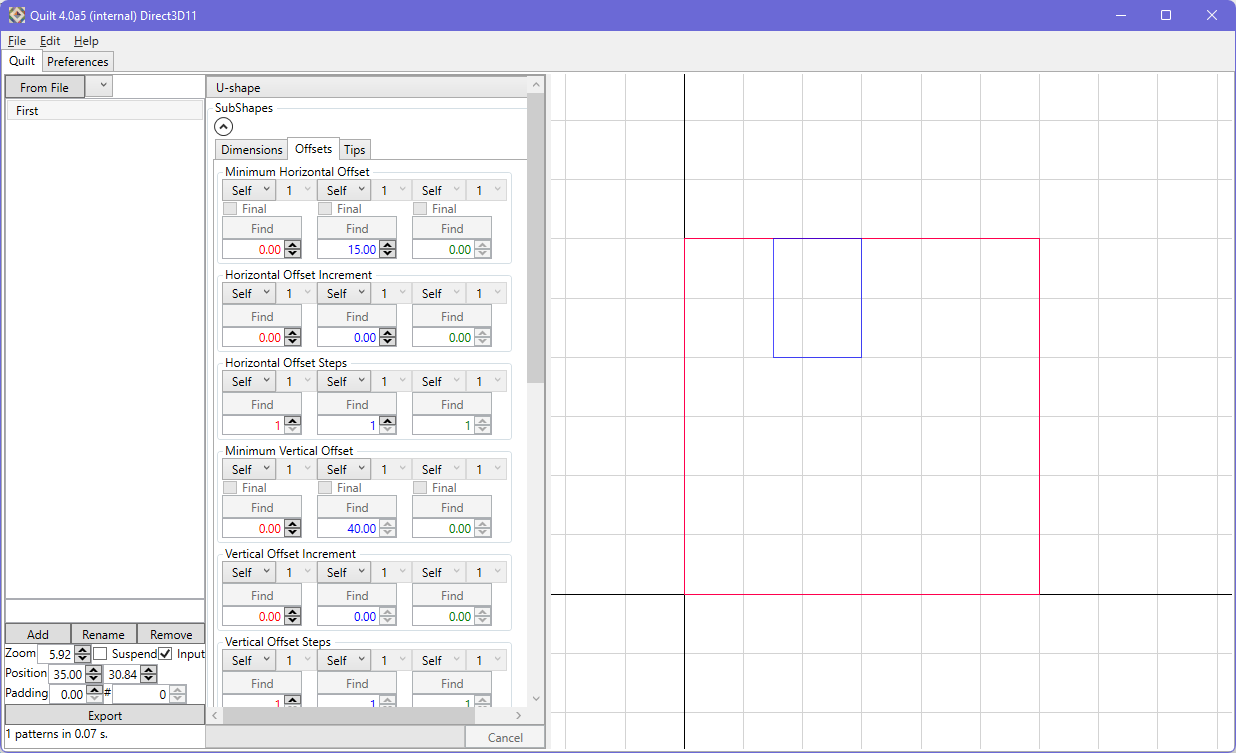 Quilt 4.0a5 (internal) Direct3D11
File Edit Help
Quilt Preferences
From File
First
U-shape
SubShapes
Dimensions Offsets Tips
Minimum Horizontal Offset
Self 1 Self 1 Self 1
Final Final Final
Find Find Find
0.00 15.00 0.00
Horizontal Offset Increment
Self 1 Self 1 Self 1
Find Find Find
0.00 0.00 0.00
Horizontal Offset Steps
Self 1 Self 1 Self 1
Find Find Find
1 1 1
Minimum Vertical Offset
Self 1 Self 1 Self 1
Final Final Final
Find Find Find
0.00 40.00 0.00
Vertical Offset Increment
Self 1 Self 1 Self 1
Find Find Find
0.00 0.00 0.00
Vertical Offset Steps
Self 1 Self 1 Self 1
Find Find Find
1 1 1
Add Rename Remove
Zoom 5.92 Suspend Input
Position 35.00 30.84
Padding 0.00 # 0
Export
1 patterns in 0.07 s.
Cancel